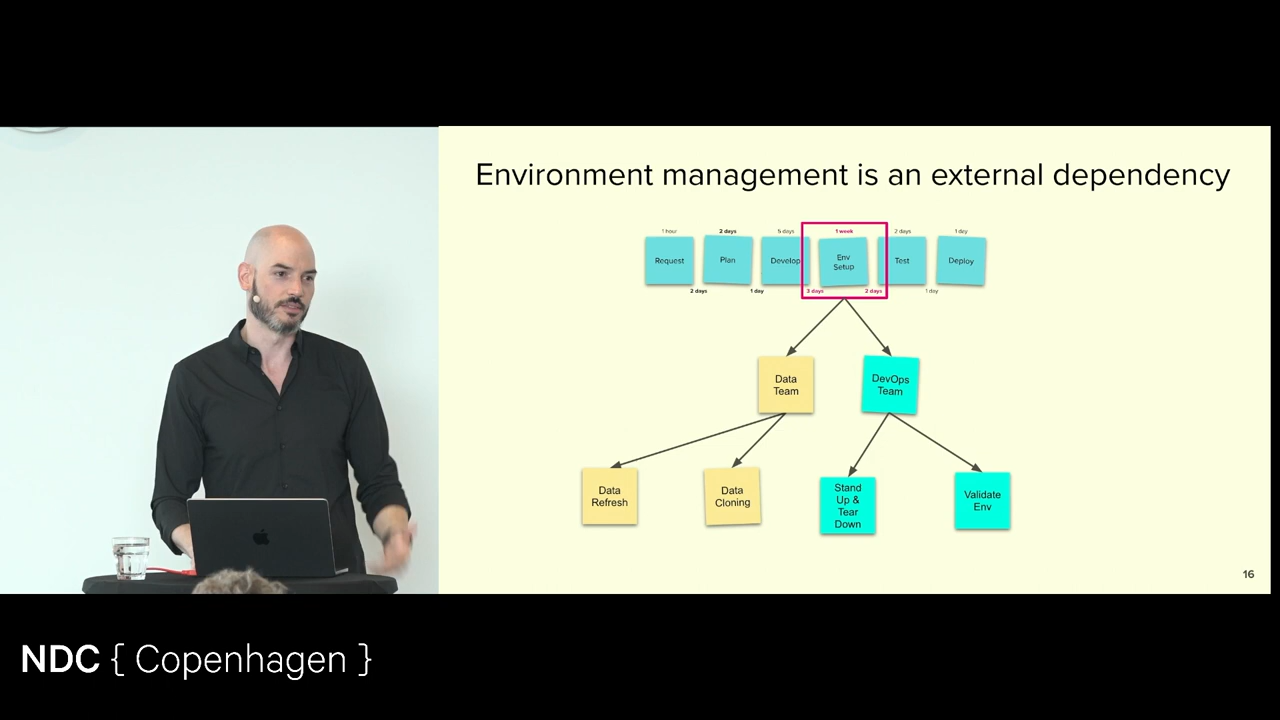 Environment management is an external dependency
1 hour
2 days
5 days
1 week
2 days
1 day
Request
Plan
Develop
Env
Setup
Test
Deploy
2 days
1 day
3 days
2 days
1 day
Data
Team
DevOps
Team
Data
Refresh
Data
Cloning
Stand
Up &
Tear
Down
Validate
Env
16
NDC { Copenhagen }